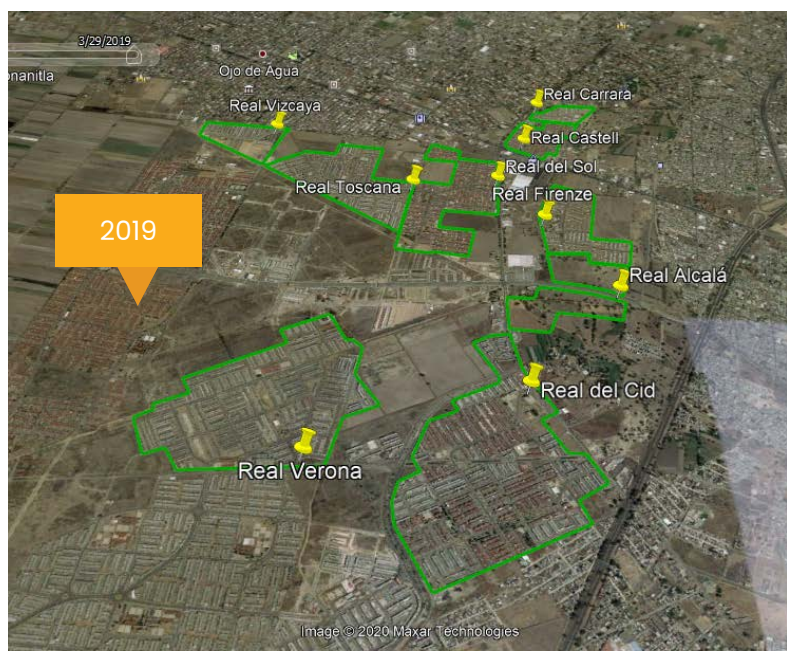 3/29/2019
onanitla
Ojo de Agua
Real Carrara
Real Vizcaya
Real Castell
Real del Sol
Real Toscana
Real Firenze
2019
Real Alcalá
Real del Cid
Real Verona
Image © 2020 Maxar Technologies